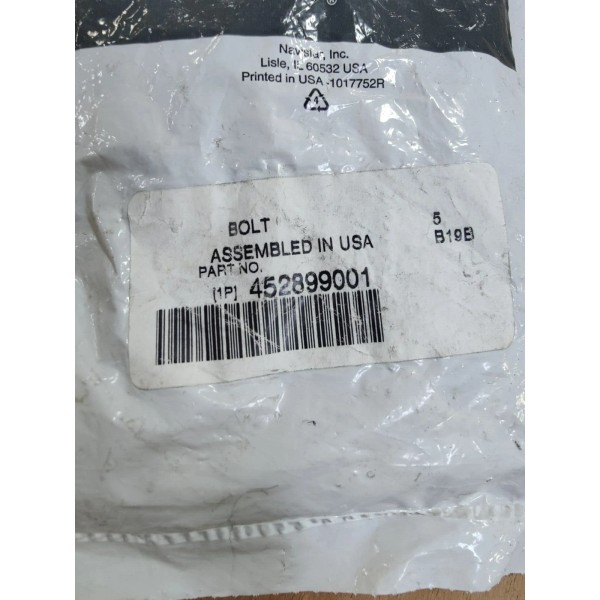 ®
Navistar, Inc.
Lisle, IL 60532 USA
Printed in USA -1017752R
4
BOLT
5
ASSEMBLED IN USA
B19B
PART NO.
[1P] 452899001